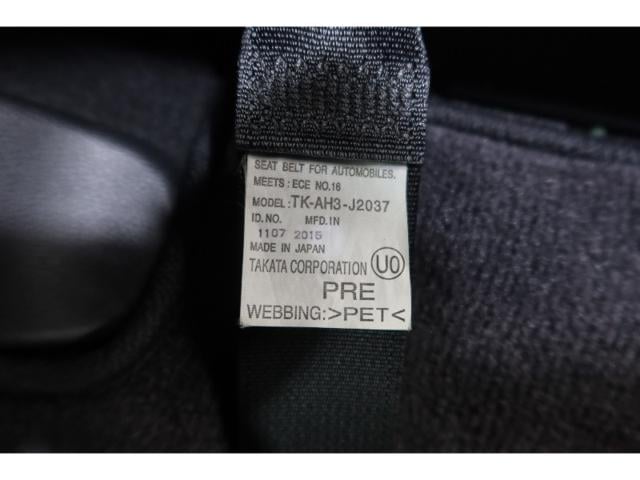 SEAT BELT FOR AUTOMOBILES.
MEETS: ECE NO.16
MODEL: TK-AH3-J2037
ID.NO. MFD.IN
1107 2015
MADE IN JAPAN
TAKATA CORPORATION UO
PRE
WEBBING: >PET<